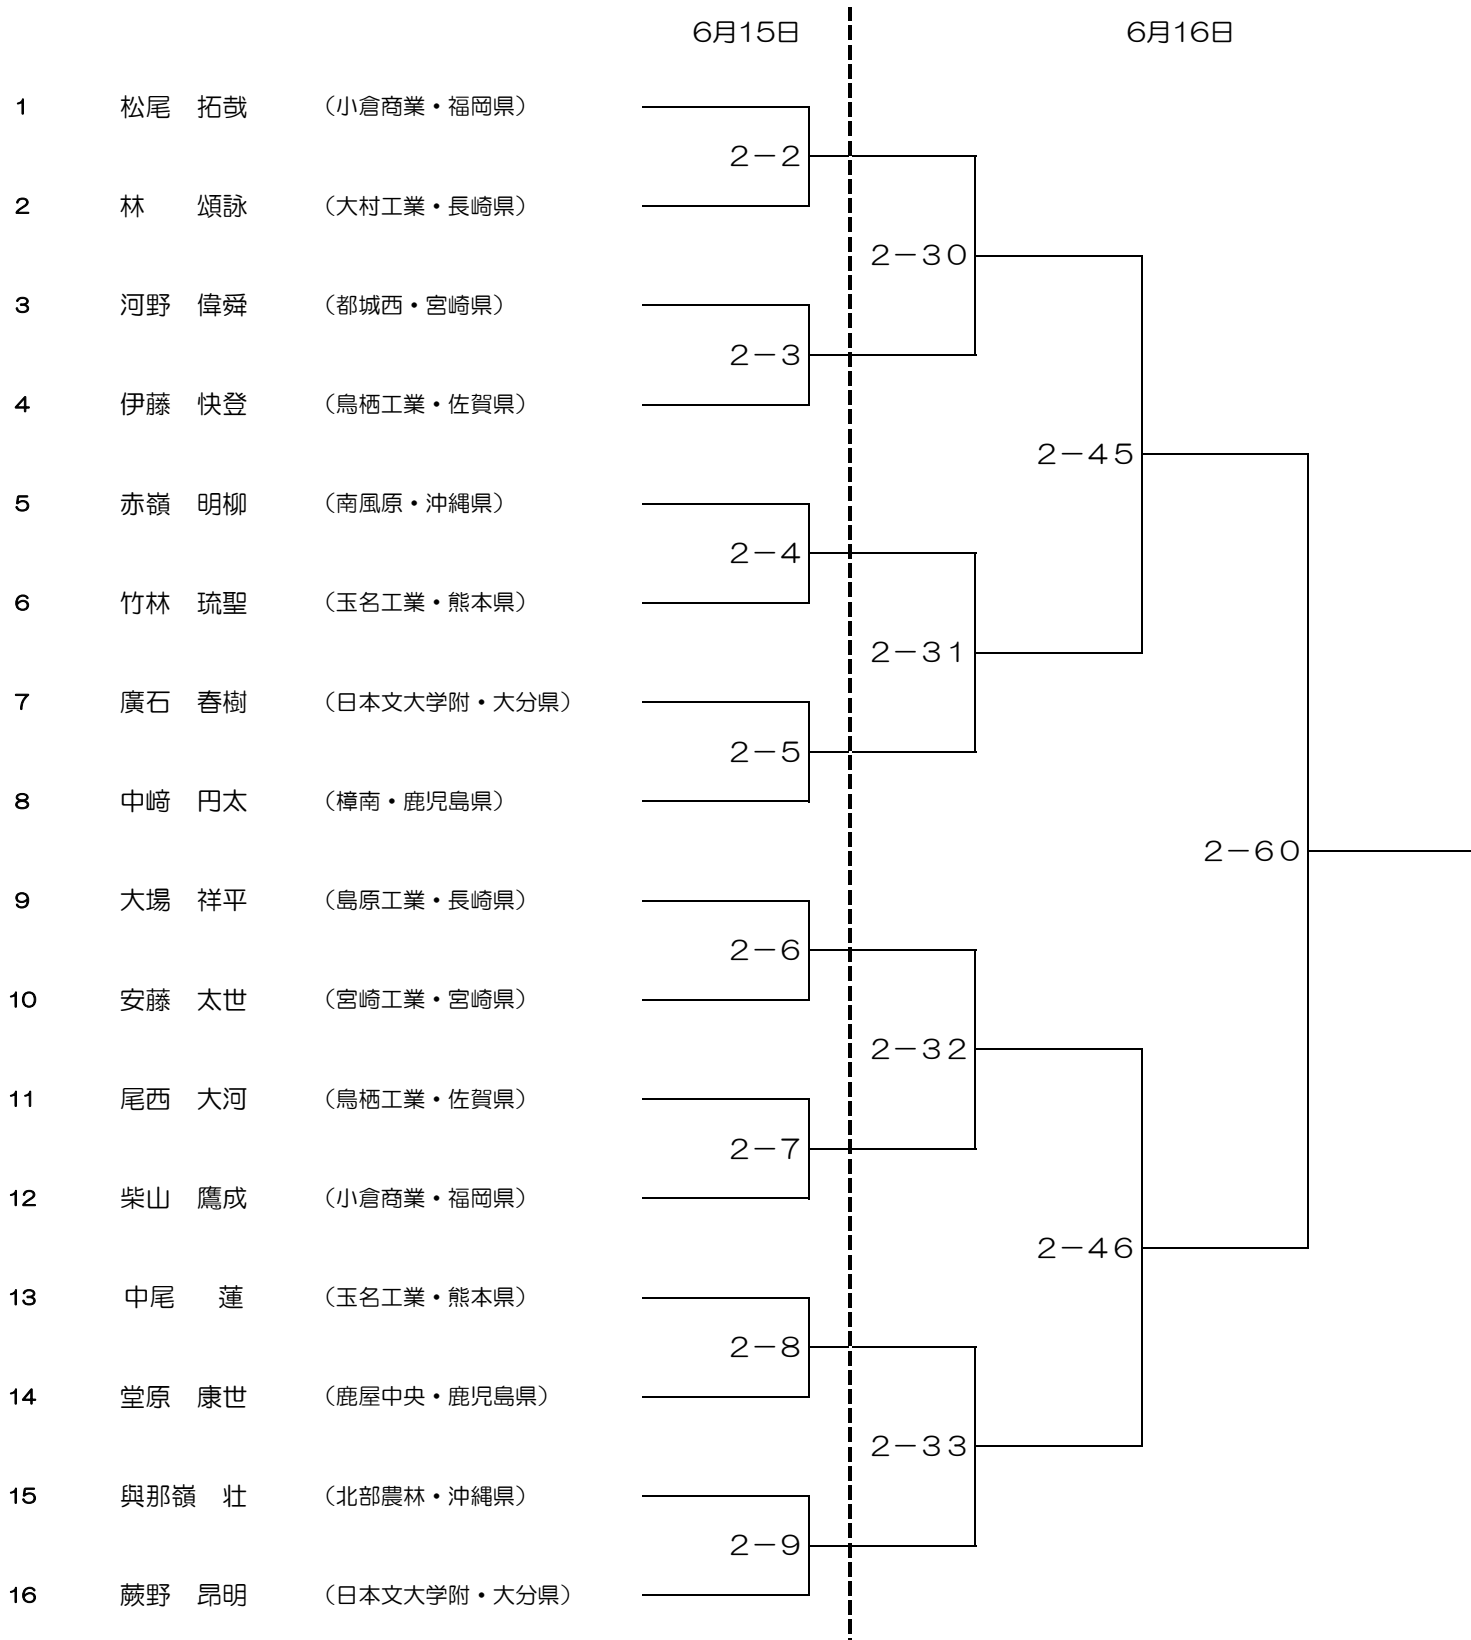 6月15日 6月16日
1 松尾 拓哉 （小倉商業・福岡県）
2－2
2 林 頌詠 （大村工業・長崎県）
2－30
3 河野 偉舜 （都城西・宮崎県）
2－3
4 伊藤 快登 （鳥栖工業・佐賀県）
2－45
5 赤嶺 明柳 （南風原・沖縄県）
2－4
6 竹林 琉聖 （玉名工業・熊本県）
2－31
7 廣石 春樹 （日本文大学附・大分県）
2－5
8 中﨑 円太 （樟南・鹿児島県）
2－60
9 大場 祥平 （島原工業・長崎県）
2－6
10 安藤 太世 （宮崎工業・宮崎県）
2－32
11 尾西 大河 （鳥栖工業・佐賀県）
2－7
12 柴山 鷹成 （小倉商業・福岡県）
2－46
13 中尾 蓮 （玉名工業・熊本県）
2－8
14 堂原 康世 （鹿屋中央・鹿児島県）
2－33
15 與那嶺 壮 （北部農林・沖縄県）
2－9
16 蕨野 昂明 （日本文大学附・大分県）